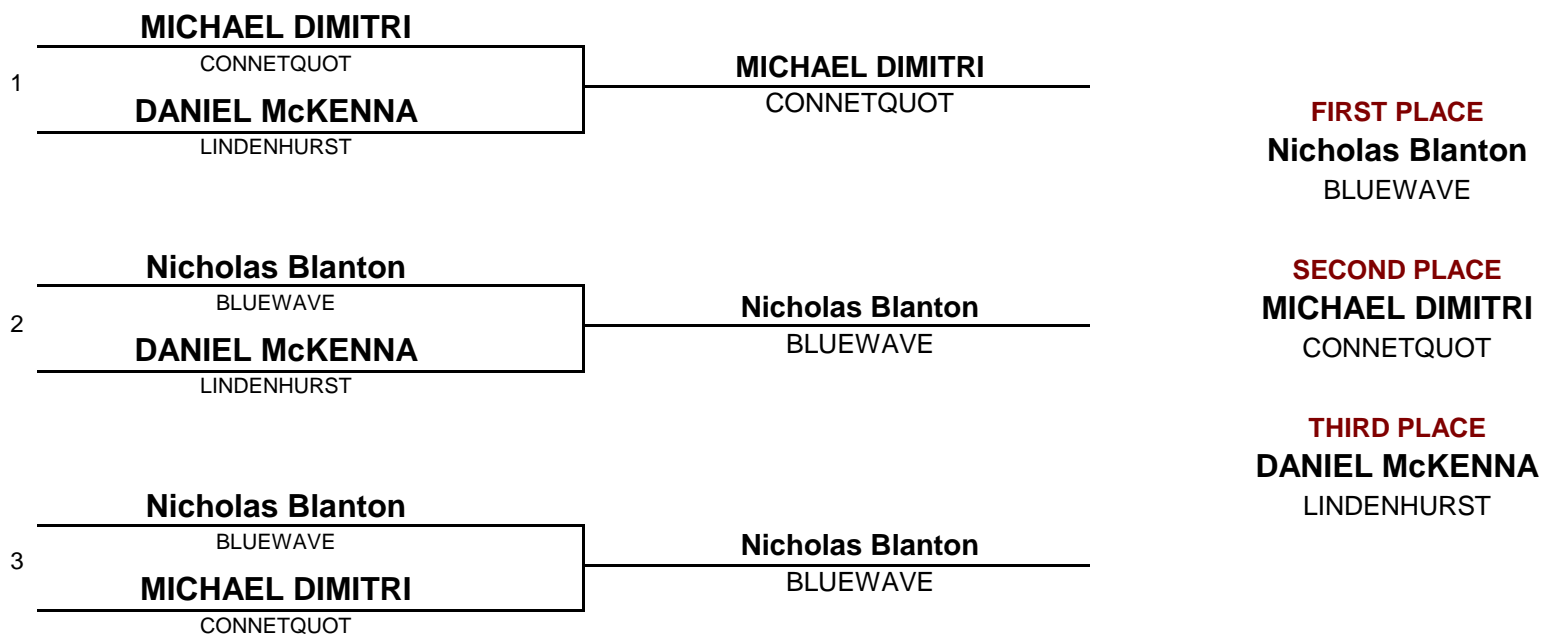 MICHAEL DIMITRI
CONNETQUOT
1
DANIEL McKENNA
LINDENHURST
MICHAEL DIMITRI
CONNETQUOT
Nicholas Blanton
BLUEWAVE
2
DANIEL McKENNA
LINDENHURST
Nicholas Blanton
BLUEWAVE
Nicholas Blanton
BLUEWAVE
3
MICHAEL DIMITRI
CONNETQUOT
Nicholas Blanton
BLUEWAVE
FIRST PLACE
Nicholas Blanton
BLUEWAVE
SECOND PLACE
MICHAEL DIMITRI
CONNETQUOT
THIRD PLACE
DANIEL McKENNA
LINDENHURST